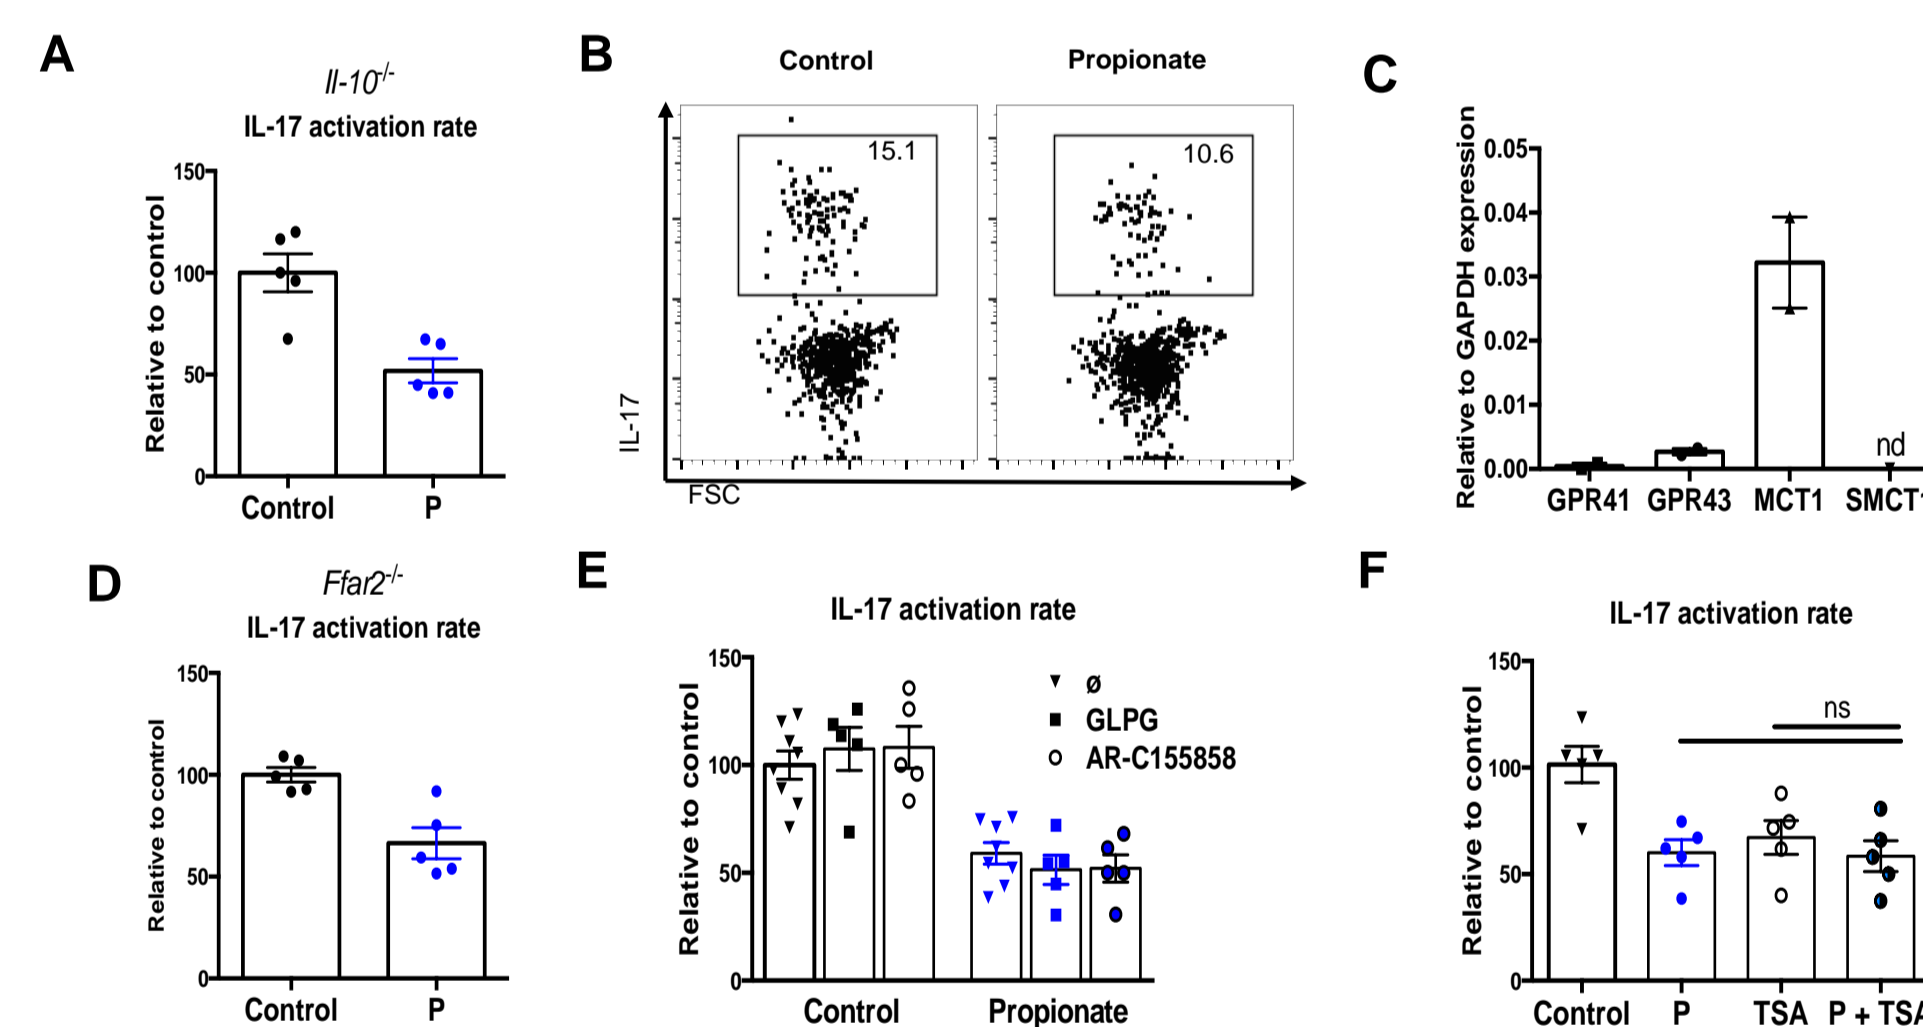 A
Il-10-/-
IL-17 activation rate
Relative to control
150
100
50
0
Control
P
B
Control
Propionate
15.1
10.6
IL-17
FSC
C
Relative to GAPDH expression
0.05
0.04
0.03
0.02
0.01
0.00
nd
GPR41
GPR43
MCT1
SMCT1
D
Ffar2-/-
IL-17 activation rate
Relative to control
150
100
50
0
Control
P
E
IL-17 activation rate
Relative to control
150
100
50
0
ø
GLPG
AR-C155858
Control
Propionate
F
IL-17 activation rate
Relative to control
150
100
50
0
ns
Control
P
TSA
P + TSA